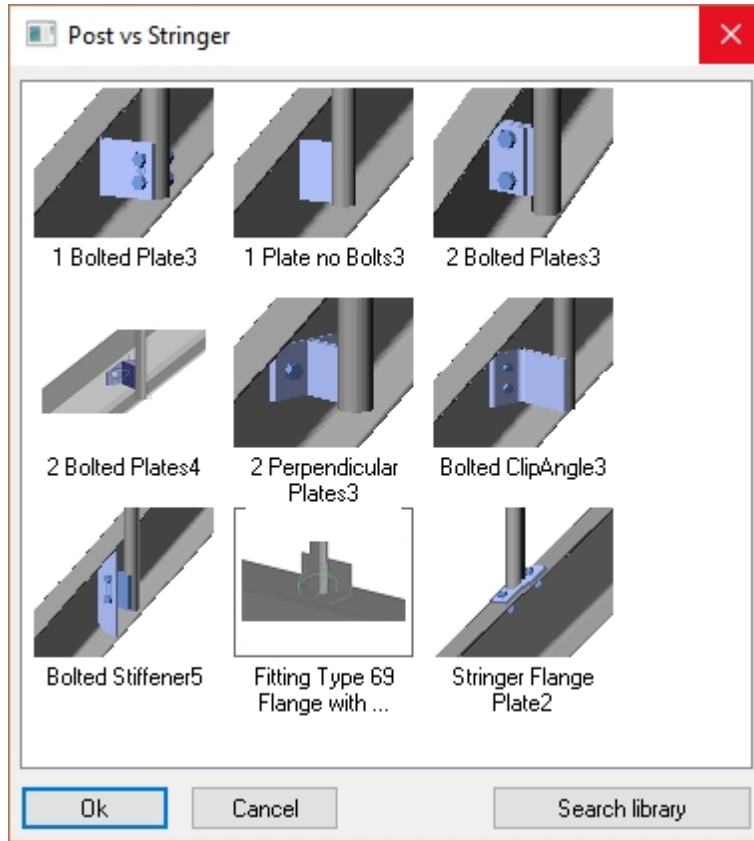 Post vs Stringer
1 Bolted Plate3
1 Plate no Bolts3
2 Bolted Plates3
2 Bolted Plates4
2 Perpendicular
Plates3
Bolted ClipAngle3
Bolted Stiffener5
Fitting Type 69
Flange with ...
Stringer Flange
Plate2
Ok
Cancel
Search library